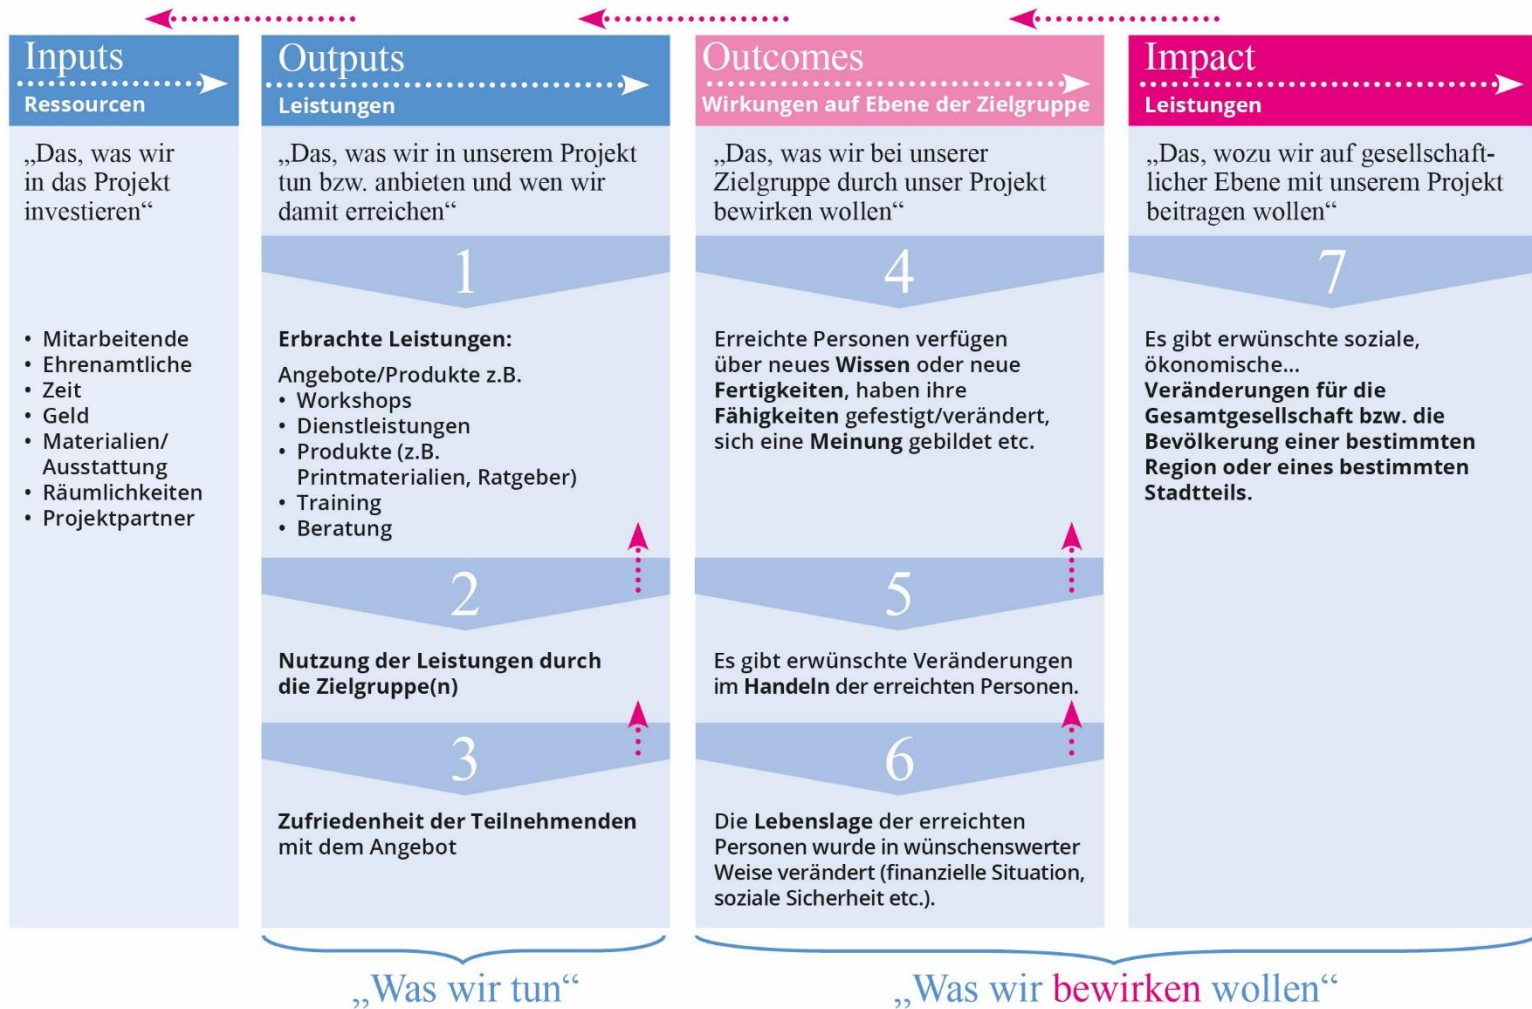 Inputs
Ressourcen
„Das, was wir
in das Projekt
investieren“
• Mitarbeitende
• Ehrenamtliche
• Zeit
• Geld
• Materialien/
Ausstattung
• Räumlichkeiten
• Projektpartner
Outputs
Leistungen
„Das, was wir in unserem Projekt
tun bzw. anbieten und wen wir
damit erreichen“
1
Erbrachte Leistungen:
Angebote/Produkte z.B.
• Workshops
• Dienstleistungen
• Produkte (z.B.
Printmaterialien, Ratgeber)
• Training
• Beratung
2
Nutzung der Leistungen durch
die Zielgruppe(n)
3
Zufriedenheit der Teilnehmenden
mit dem Angebot
Outcomes
Wirkungen auf Ebene der Zielgruppe
„Das, was wir bei unserer
Zielgruppe durch unser Projekt
bewirken wollen“
4
Erreichte Personen verfügen
über neues Wissen oder neue
Fertigkeiten, haben ihre
Fähigkeiten gefestigt/verändert,
sich eine Meinung gebildet etc.
5
Es gibt erwünschte Veränderungen
im Handeln der erreichten Personen.
6
Die Lebenslage der erreichten
Personen wurde in wünschenswerter
Weise verändert (finanzielle Situation,
soziale Sicherheit etc.).
Impact
Leistungen
„Das, wozu wir auf gesellschaft-
licher Ebene mit unserem Projekt
beitragen wollen“
7
Es gibt erwünschte soziale,
ökonomische...
Veränderungen für die
Gesamtgesellschaft bzw. die
Bevölkerung einer bestimmten
Region oder eines bestimmten
Stadtteils.
„Was wir tun“
„Was wir bewirken wollen“